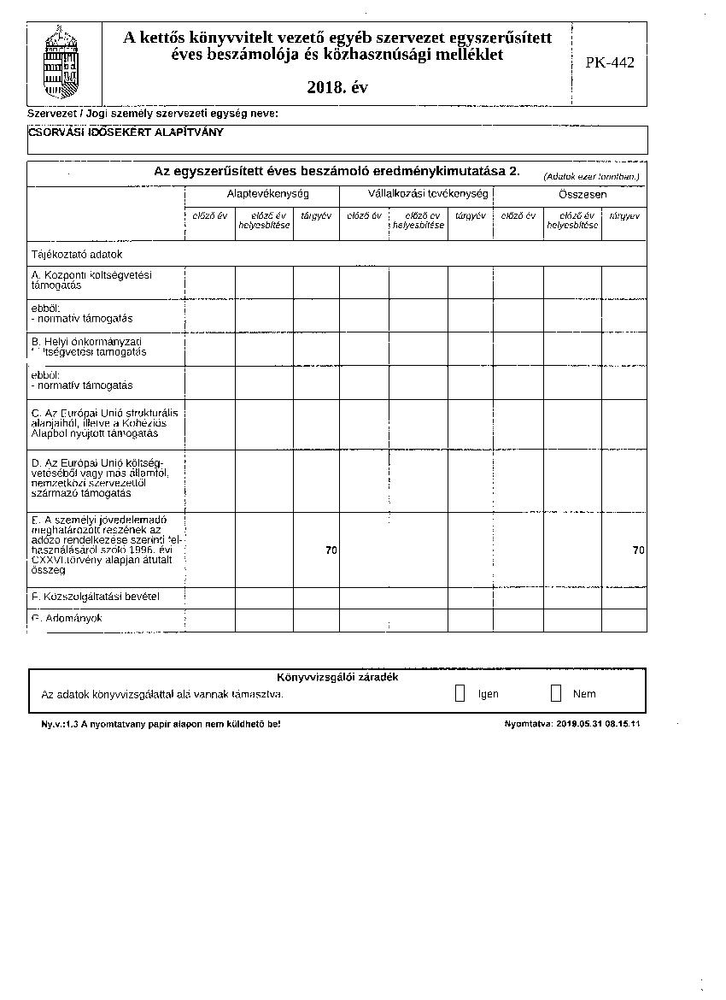 A kettős könyvvitelt vezető egyéb szervezet egyszerűsített
éves beszámolója és közhasznúsági melléklet
2018. év
PK-442
Szervezet / Jogi személy szervezeti egység neve:
CSORVÁSI IDŐSEKÉRT ALAPÍTVÁNY
Az egyszerűsített éves beszámoló eredménykimutatása 2.
(Adatok ezer forintban.)
Alaptevékenység Vállalkozási tevékenység Összesen
előző év előző év helyesbítése tárgyév előző év előző év helyesbítése tárgyév előző év előző év helyesbítése tárgyév
Tájékoztató adatok
A. Központi költségvetési
támogatás
ebből:
- normatív támogatás
B. Helyi önkormányzati
ltségvetési támogatás
ebből:
- normatív támogatás
C. Az Európai Unió strukturális
alapjaiból, illetve a Kohéziós
Alapból nyújtott támogatás
D. Az Európai Unió költség-
vetéséből vagy más államtól,
nemzetközi szervezettől
származó támogatás
E. A személyi jövedelemadó
meghatározott részének az
adózó rendelkezése szerinti fel-
használásáról szóló 1996. évi 70 70
CXXVI.törvény alapján átutalt
összeg
F. Közszolgáltatási bevétel
G. Adományok
Könyvvizsgálói záradék
Az adatok könyvvizsgálattal alá vannak támasztva. Igen Nem
Ny.v.:1.3 A nyomtatvány papír alapon nem küldhető be! Nyomtatva: 2019.05.31 08.15.11